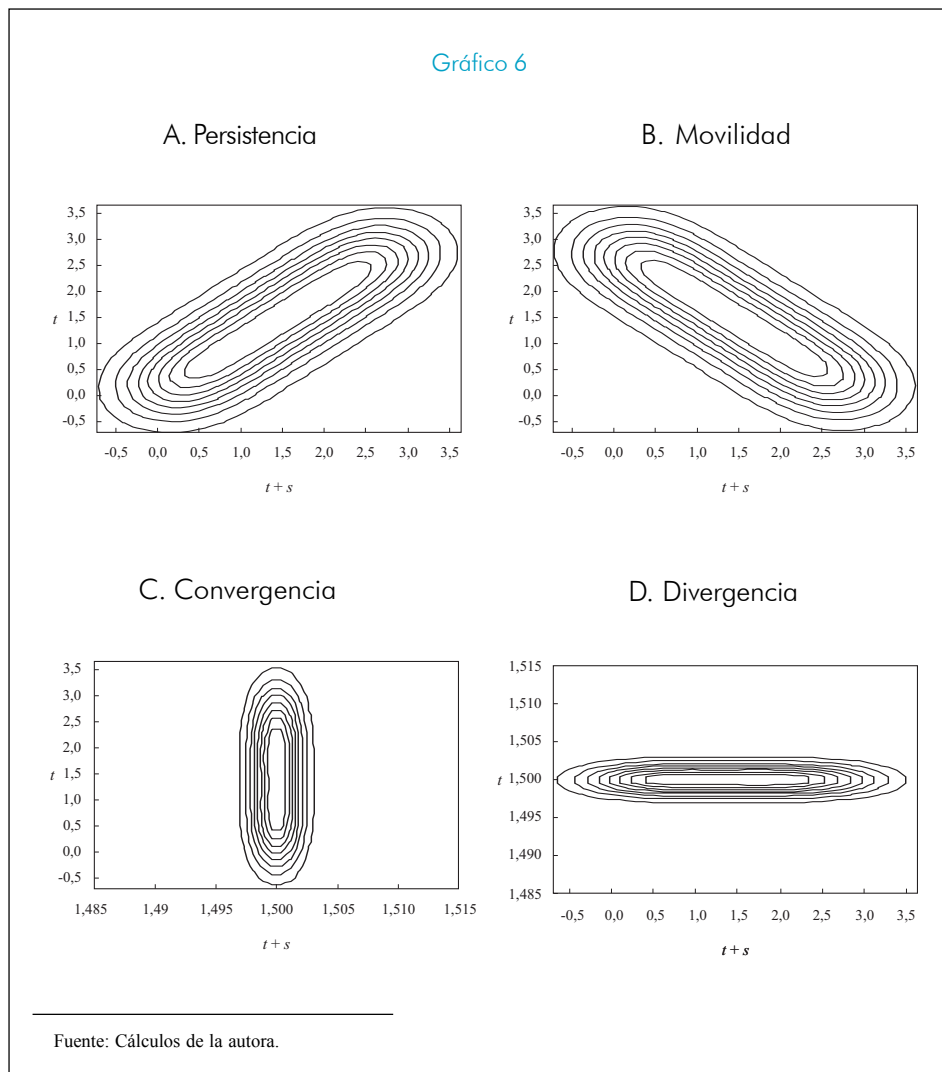 Gráfico 6
A. Persistencia
3,5
3,0
2,5
2,0
1,5
1,0
0,5
0,0
-0,5
t
-0,5 0,0 0,5 1,0 1,5 2,0 2,5 3,0 3,5
t + s
B. Movilidad
3,5
3,0
2,5
2,0
1,5
1,0
0,5
0,0
-0,5
t
-0,5 0,0 0,5 1,0 1,5 2,0 2,5 3,0 3,5
t + s
C. Convergencia
3,5
3,0
2,5
2,0
1,5
1,0
0,5
0,0
-0,5
t
1,485 1,49 1,495 1,500 1,505 1,510 1,515
t + s
D. Divergencia
1,515
1,510
1,505
1,500
1,495
1,490
1,485
t
-0,5 0,0 0,5 1,0 1,5 2,0 2,5 3,0 3,5
t + s
Fuente: Cálculos de la autora.